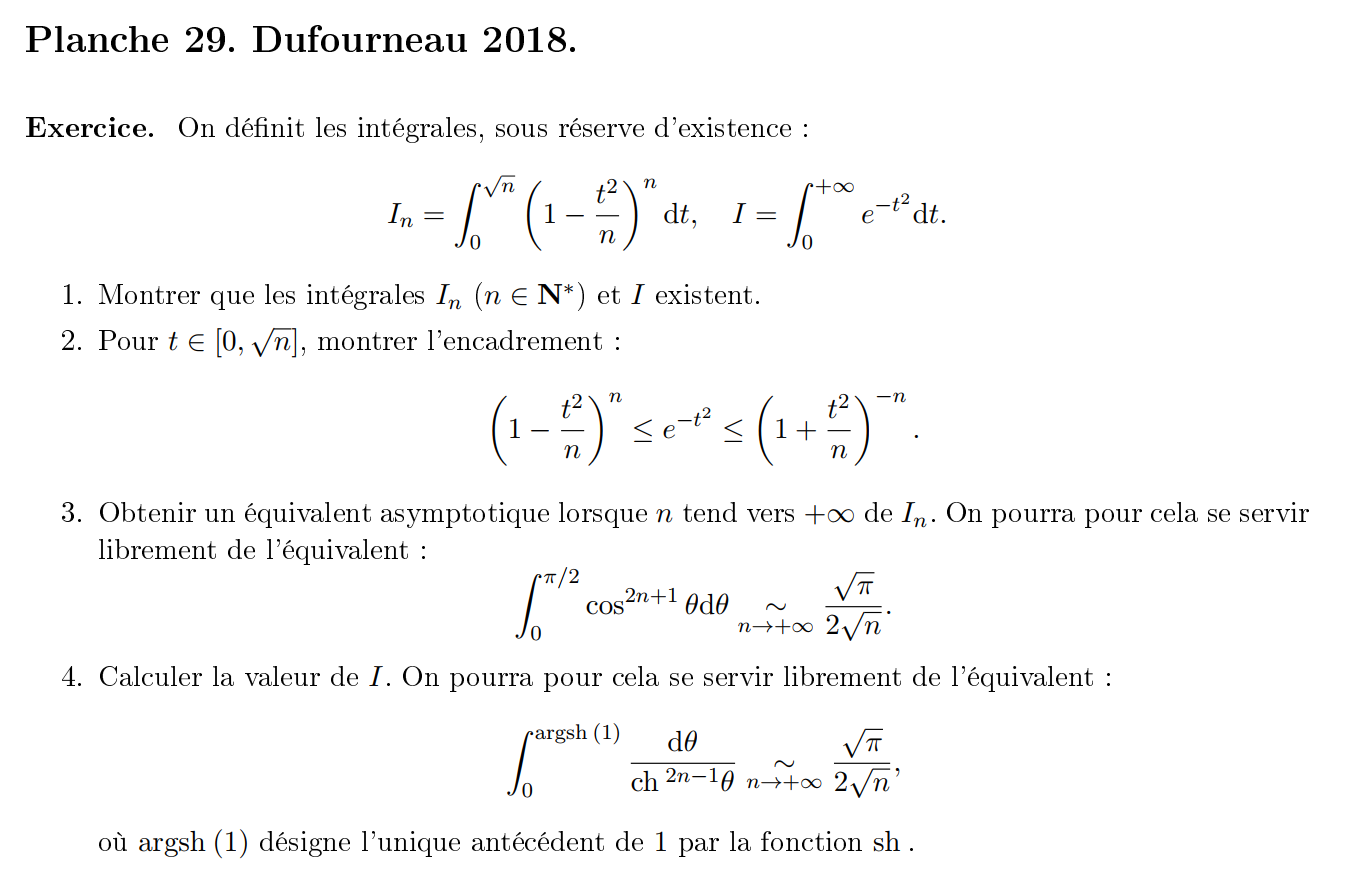 Planche 29. Dufourneau 2018.
Exercice. On définit les intégrales, sous réserve d'existence :
$I_n = \int_0^{\sqrt{n}} \left(1 - \frac{t^2}{n}\right)^n \mathrm{d}t, \quad I = \int_0^{+\infty} e^{-t^2} \mathrm{d}t.$
1. Montrer que les intégrales $I_n$ ($n \in \mathbf{N}^*$) et $I$ existent.
2. Pour $t \in [0, \sqrt{n}]$, montrer l'encadrement :
$\left(1 - \frac{t^2}{n}\right)^n \leq e^{-t^2} \leq \left(1 + \frac{t^2}{n}\right)^{-n}.$
3. Obtenir un équivalent asymptotique lorsque $n$ tend vers $+\infty$ de $I_n$. On pourra pour cela se servir
librement de l'équivalent :
$\int_0^{\pi/2} \cos^{2n+1} \theta \mathrm{d}\theta \underset{n \to +\infty}{\sim} \frac{\sqrt{\pi}}{2\sqrt{n}}.$
4. Calculer la valeur de $I$. On pourra pour cela se servir librement de l'équivalent :
$\int_0^{\operatorname{argsh}(1)} \frac{\mathrm{d}\theta}{\operatorname{ch}^{2n-1}\theta} \underset{n \to +\infty}{\sim} \frac{\sqrt{\pi}}{2\sqrt{n}},$
où argsh (1) désigne l'unique antécédent de 1 par la fonction sh .